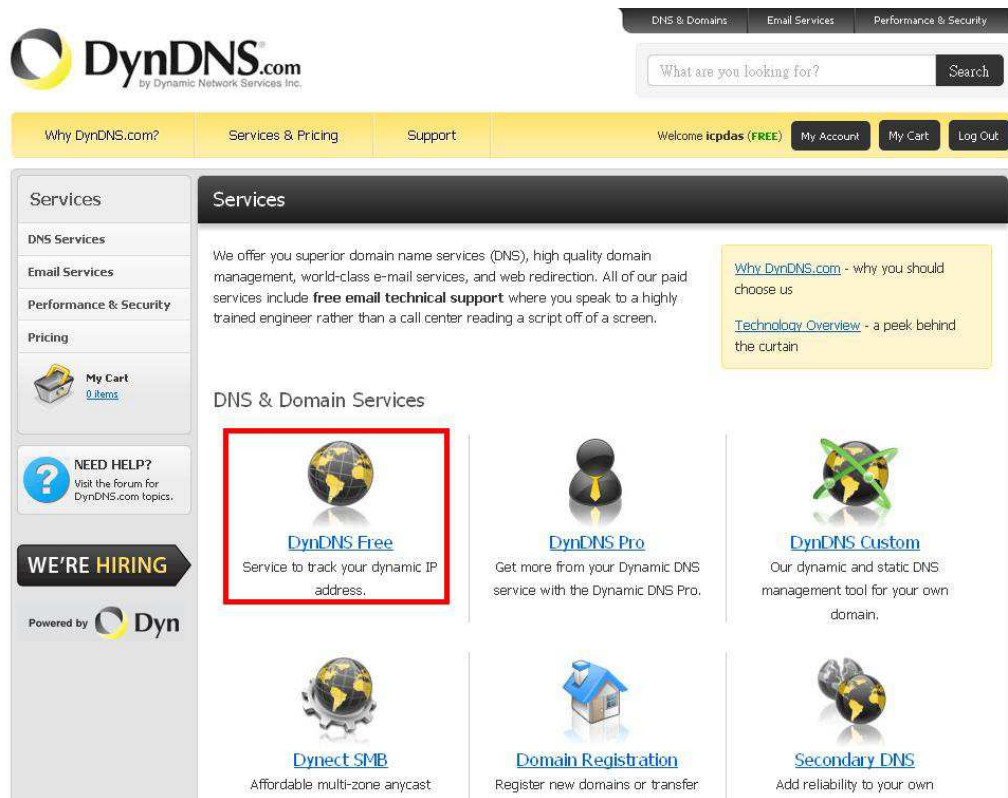 DNS & Domains Email Services Performance & Security
DynDNS.com
by Dynamic Network Services Inc.
What are you looking for? Search
Why DynDNS.com? Services & Pricing Support Welcome icpdas (FREE) My Account My Cart Log Out
Services
DNS Services
Email Services
Performance & Security
Pricing
My Cart
0 items
NEED HELP?
Visit the forum for
DynDNS.com topics.
WE'RE HIRING
Powered by Dyn
Services
We offer you superior domain name services (DNS), high quality domain
management, world-class e-mail services, and web redirection. All of our paid
services include free email technical support where you speak to a highly
trained engineer rather than a call center reading a script off of a screen.
Why DynDNS.com - why you should
choose us
Technology Overview - a peek behind
the curtain
DNS & Domain Services
DynDNS Free
Service to track your dynamic IP
address.
DynDNS Pro
Get more from your Dynamic DNS
service with the Dynamic DNS Pro.
DynDNS Custom
Our dynamic and static DNS
management tool for your own
domain.
Dynect SMB
Affordable multi-zone anycast
Domain Registration
Register new domains or transfer
Secondary DNS
Add reliability to your own